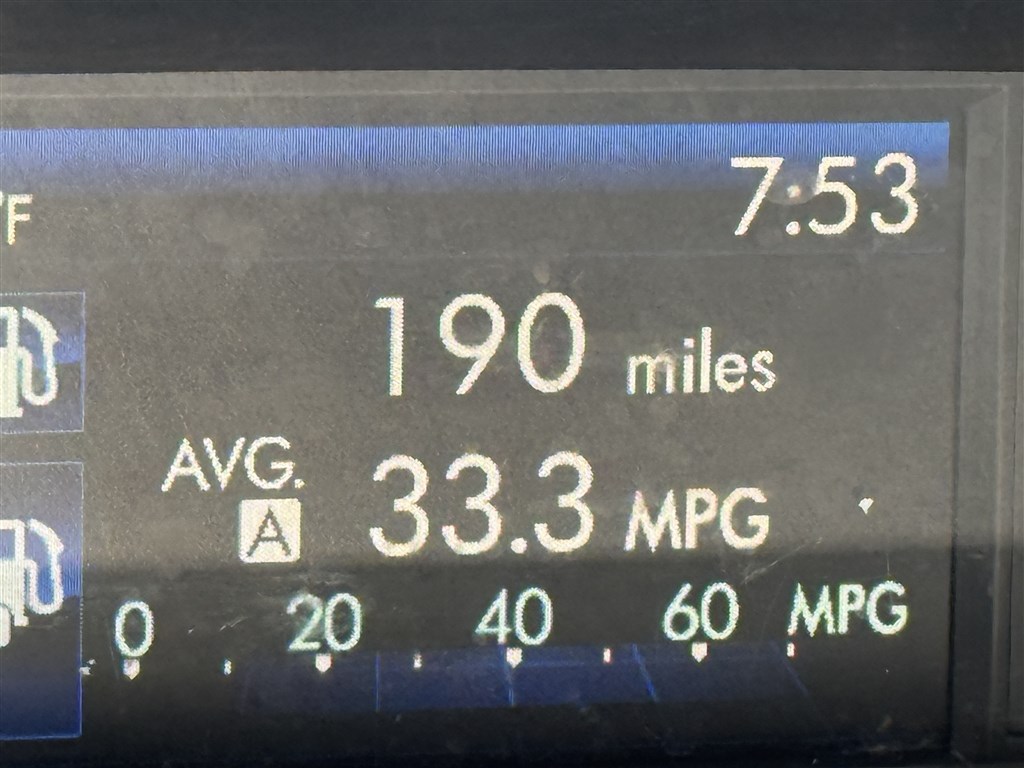 7:53
°F
190 miles
AVG.
A 33.3 MPG
0 20 40 60 MPG